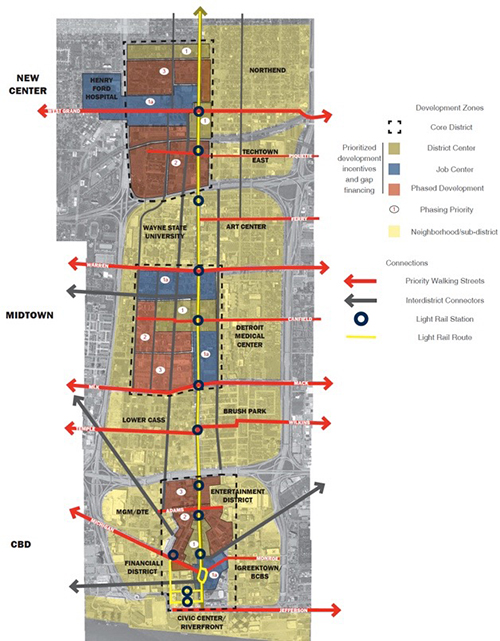 NEW
CENTER
HENRY
FORD
HOSPITAL
NORTHEND
1
3
1a
WEST GRAND
1
TECHTOWN
EAST
2
WAYNE STATE
UNIVERSITY
ART CENTER
FERRY
WARREN
1a
MIDTOWN
1
CANFIELD
2
DETROIT
MEDICAL
CENTER
1a
3
MACK
LOWER CASS
BRUSH PARK
TEMPLE
WILKINS
3
ENTERTAINMENT
DISTRICT
MGM/DTE
ADAMS
2
MICHIGAN
CBD
1
FINANCIAL
DISTRICT
MONROE
1a
GREEKTOWN/
BCBS
JEFFERSON
CIVIC CENTER/
RIVERFRONT
Development Zones
Core District
Prioritized
development
incentives and gap
financing
District Center
Job Center
Phased Development
1
Phasing Priority
Neighborhood/sub-district
Connections
Priority Walking Streets
Interdistrict Connectors
Light Rail Station
Light Rail Route